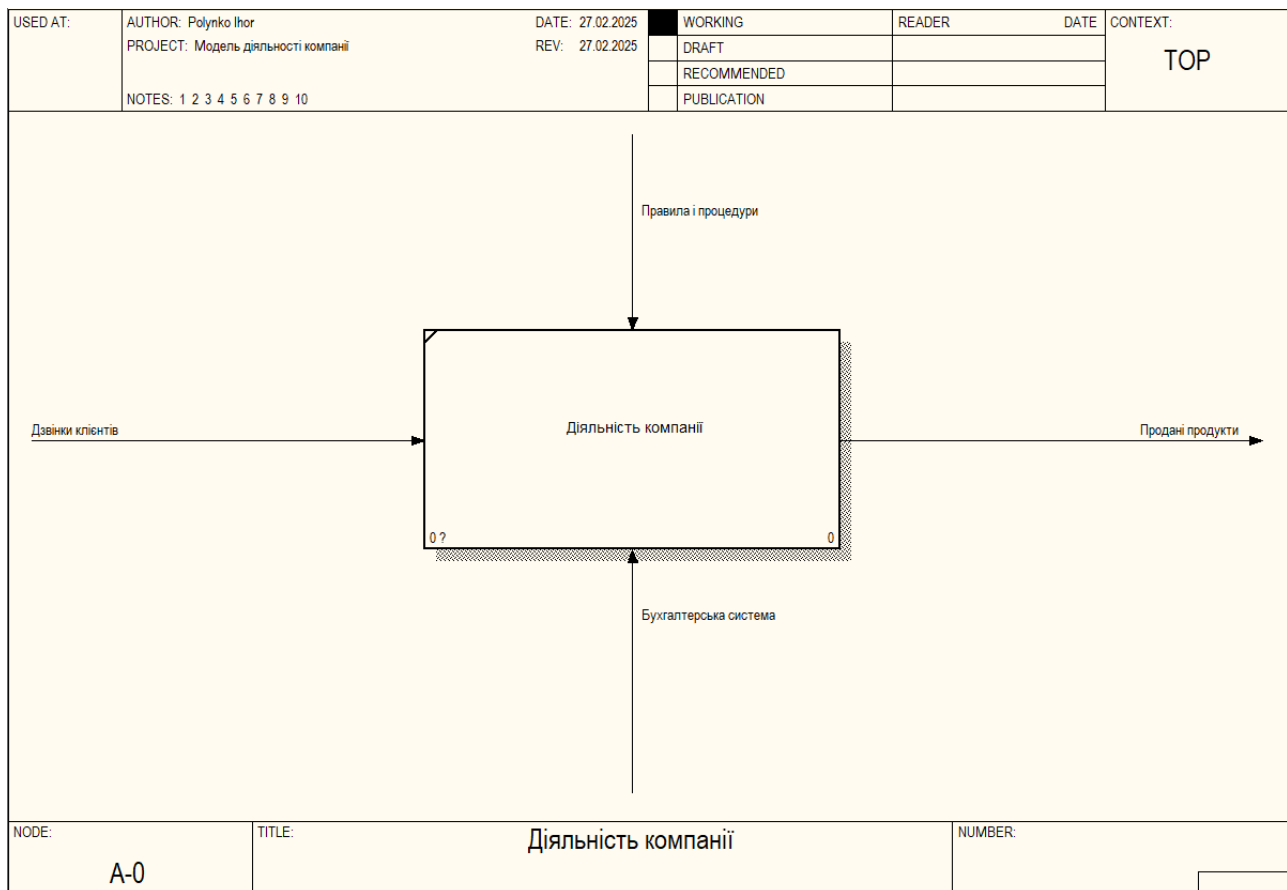 USED AT:
AUTHOR: Polynko Ihor
DATE: 27.02.2025
PROJECT: Модель діяльності компанії
REV: 27.02.2025
NOTES: 1 2 3 4 5 6 7 8 9 10
WORKING
DRAFT
RECOMMENDED
PUBLICATION
READER
DATE
CONTEXT:
TOP
Правила і процедури
Дзвінки клієнтів
Діяльність компанії
Продані продукти
0 ?
0
Бухгалтерська система
NODE:
A-0
TITLE:
Діяльність компанії
NUMBER: